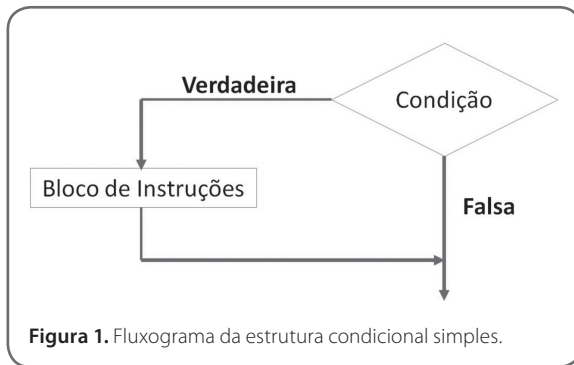 Verdadeira
Condição
Bloco de Instruções
Falsa
Figura 1. Fluxograma da estrutura condicional simples.